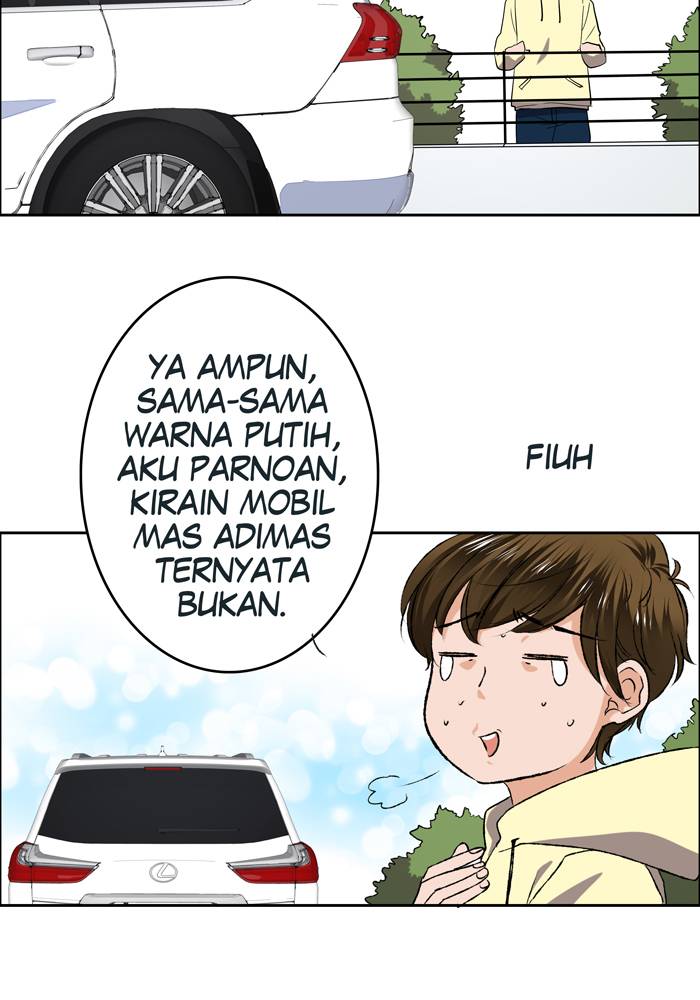 YA AMPUN,
SAMA-SAMA
WARNA PUTIH,
AKU PARNOAN,
KIRAIN MOBIL
MAS ADIMAS
TERNYATA
BUKAN.
FIUH